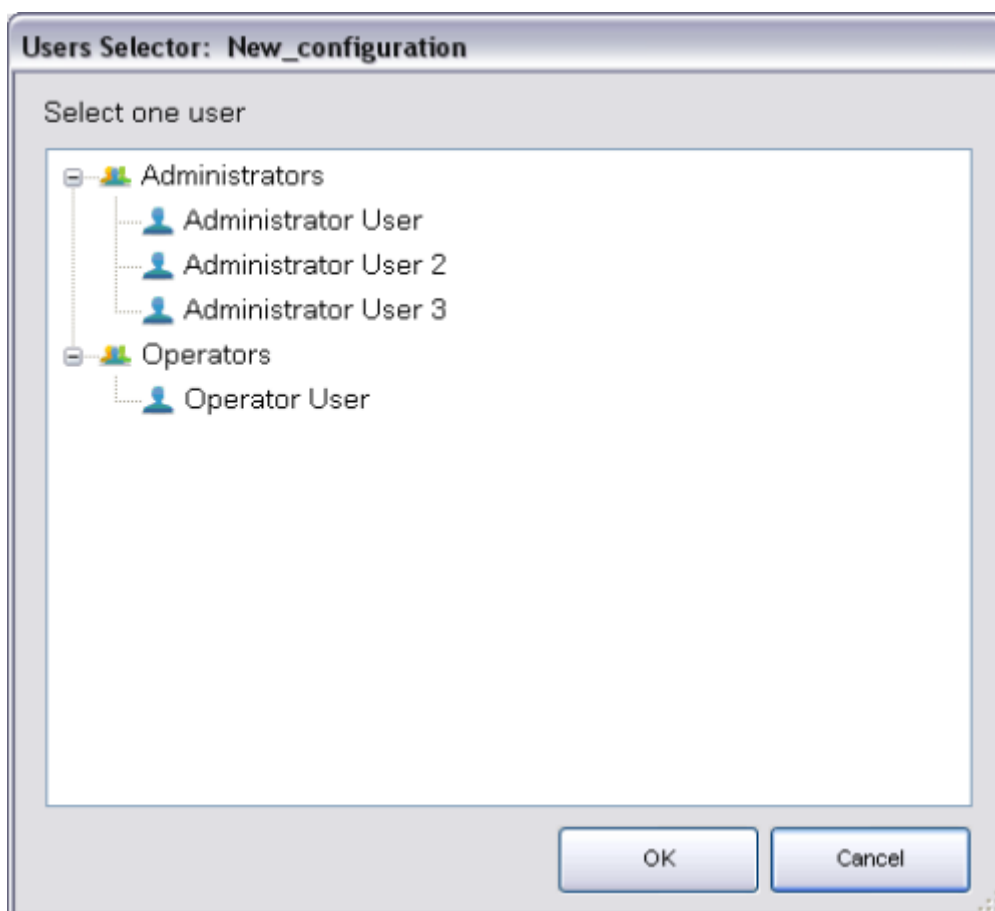 Users Selector: New_configuration
Select one user
Administrators
Administrator User
Administrator User 2
Administrator User 3
Operators
Operator User
OK
Cancel